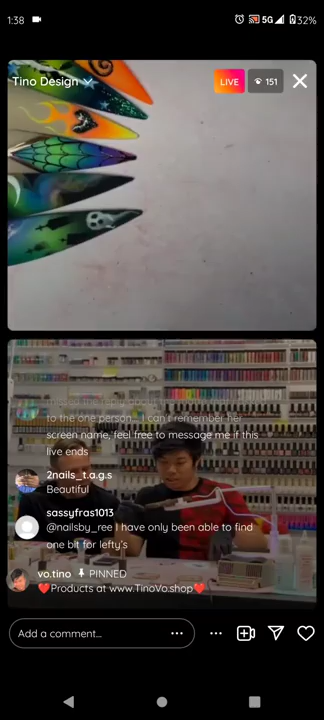 1:38
5G
32%
Tino Design
LIVE
151
to the one person... I can't remember her
screen name, feel free to message me if this
live ends
2nails_t.a.g.s
Beautiful
sassyfras1013
@nailsby_ree I have only been able to find
one bit for lefty's
vo.tino PINNED
❤️Products at www.TinoVo.shop❤️
Add a comment...